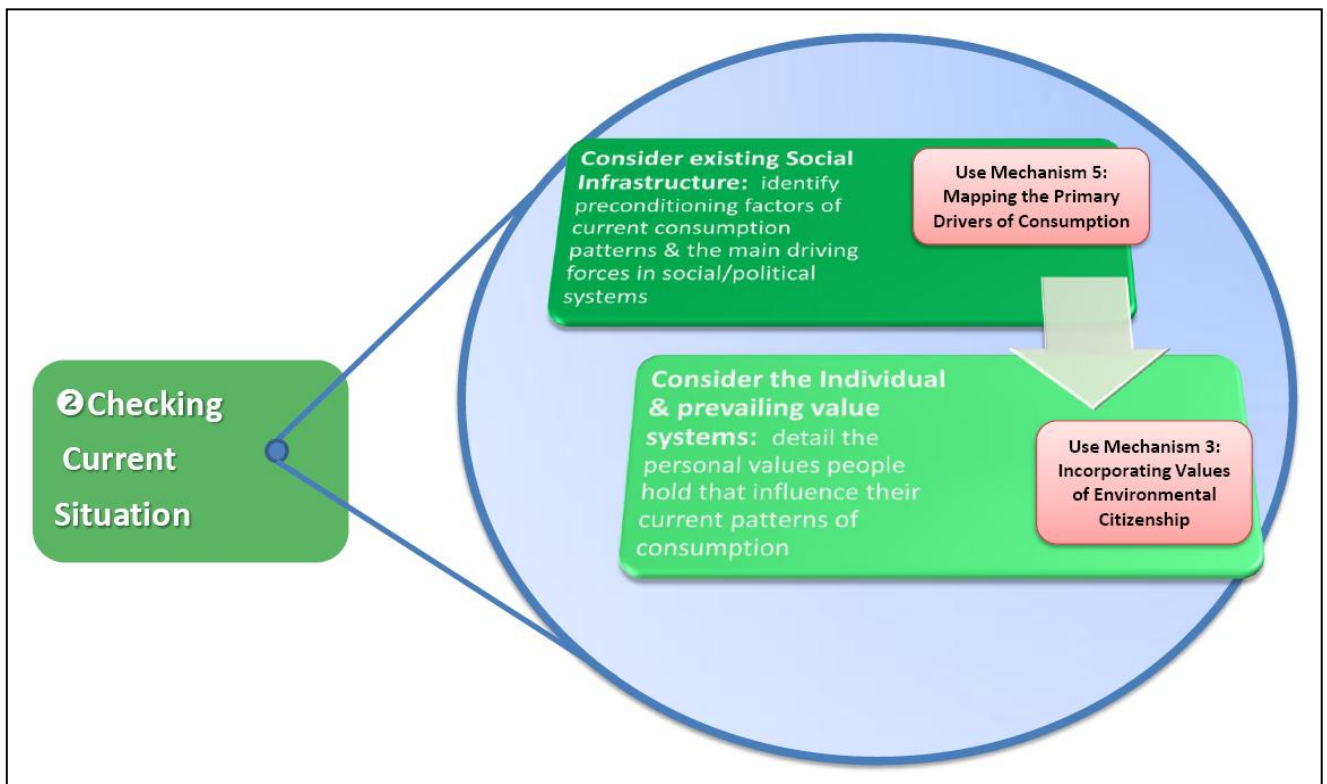 ❷Checking
Current
Situation
Consider existing Social
Infrastructure: identify
preconditioning factors of
current consumption
patterns & the main driving
forces in social/political
systems
Use Mechanism 5:
Mapping the Primary
Drivers of Consumption
Consider the Individual
& prevailing value
systems: detail the
personal values people
hold that influence their
current patterns of
consumption
Use Mechanism 3:
Incorporating Values
of Environmental
Citizenship